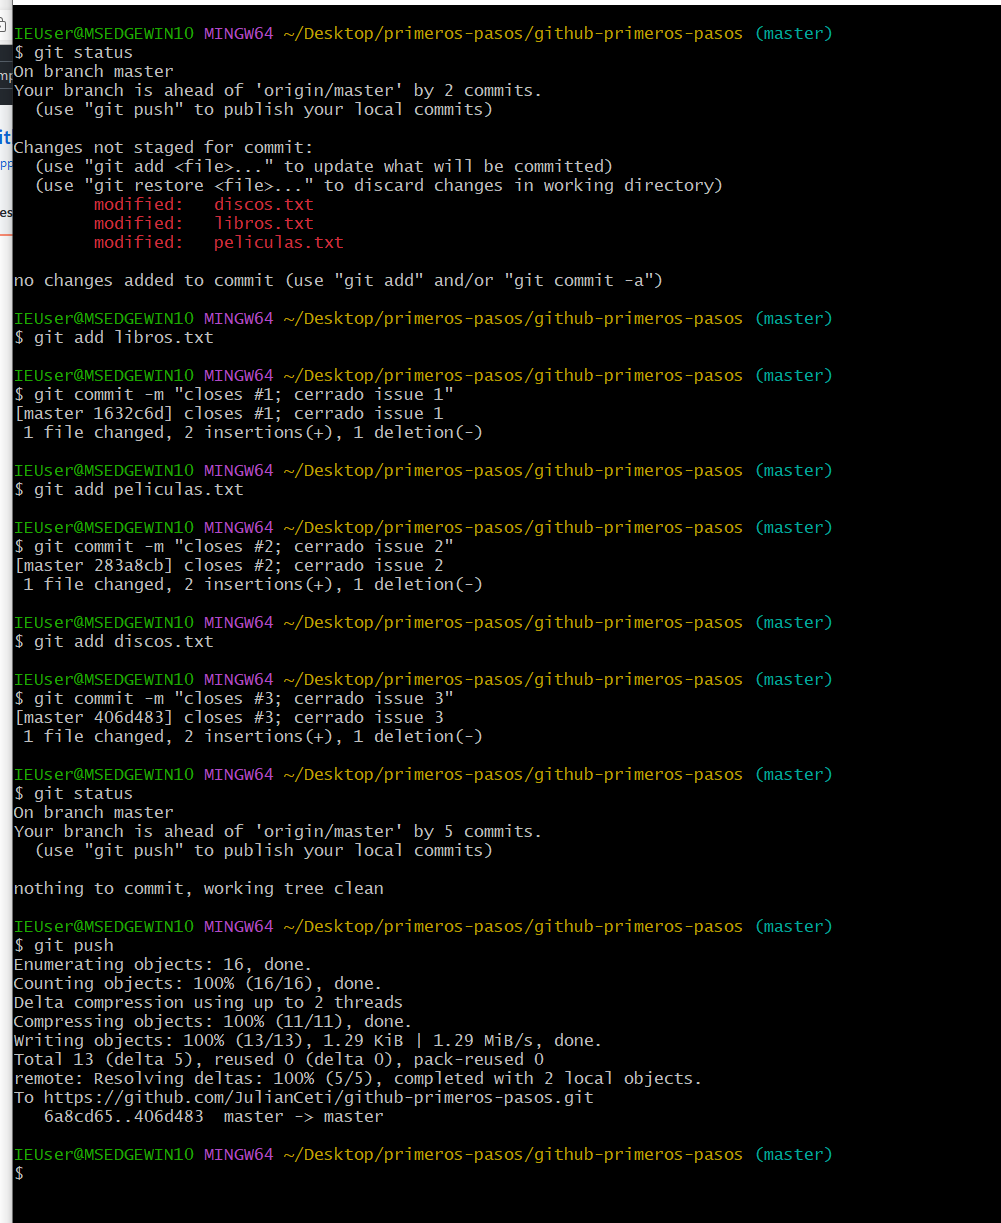 IEUser@MSEDGEWIN10 MINGW64 ~/Desktop/primeros-pasos/github-primeros-pasos (master)
$ git status
On branch master
Your branch is ahead of 'origin/master' by 2 commits.
  (use "git push" to publish your local commits)

Changes not staged for commit:
  (use "git add <file>..." to update what will be committed)
  (use "git restore <file>..." to discard changes in working directory)
        modified:   discos.txt
        modified:   libros.txt
        modified:   peliculas.txt

no changes added to commit (use "git add" and/or "git commit -a")

IEUser@MSEDGEWIN10 MINGW64 ~/Desktop/primeros-pasos/github-primeros-pasos (master)
$ git add libros.txt

IEUser@MSEDGEWIN10 MINGW64 ~/Desktop/primeros-pasos/github-primeros-pasos (master)
$ git commit -m "closes #1; cerrado issue 1"
[master 1632c6d] closes #1; cerrado issue 1
 1 file changed, 2 insertions(+), 1 deletion(-)

IEUser@MSEDGEWIN10 MINGW64 ~/Desktop/primeros-pasos/github-primeros-pasos (master)
$ git add peliculas.txt

IEUser@MSEDGEWIN10 MINGW64 ~/Desktop/primeros-pasos/github-primeros-pasos (master)
$ git commit -m "closes #2; cerrado issue 2"
[master 283a8cb] closes #2; cerrado issue 2
 1 file changed, 2 insertions(+), 1 deletion(-)

IEUser@MSEDGEWIN10 MINGW64 ~/Desktop/primeros-pasos/github-primeros-pasos (master)
$ git add discos.txt

IEUser@MSEDGEWIN10 MINGW64 ~/Desktop/primeros-pasos/github-primeros-pasos (master)
$ git commit -m "closes #3; cerrado issue 3"
[master 406d483] closes #3; cerrado issue 3
 1 file changed, 2 insertions(+), 1 deletion(-)

IEUser@MSEDGEWIN10 MINGW64 ~/Desktop/primeros-pasos/github-primeros-pasos (master)
$ git status
On branch master
Your branch is ahead of 'origin/master' by 5 commits.
  (use "git push" to publish your local commits)

nothing to commit, working tree clean

IEUser@MSEDGEWIN10 MINGW64 ~/Desktop/primeros-pasos/github-primeros-pasos (master)
$ git push
Enumerating objects: 16, done.
Counting objects: 100% (16/16), done.
Delta compression using up to 2 threads
Compressing objects: 100% (11/11), done.
Writing objects: 100% (13/13), 1.29 KiB | 1.29 MiB/s, done.
Total 13 (delta 5), reused 0 (delta 0), pack-reused 0
remote: Resolving deltas: 100% (5/5), completed with 2 local objects.
To https://github.com/JulianCeti/github-primeros-pasos.git
   6a8cd65..406d483  master -> master

IEUser@MSEDGEWIN10 MINGW64 ~/Desktop/primeros-pasos/github-primeros-pasos (master)
$